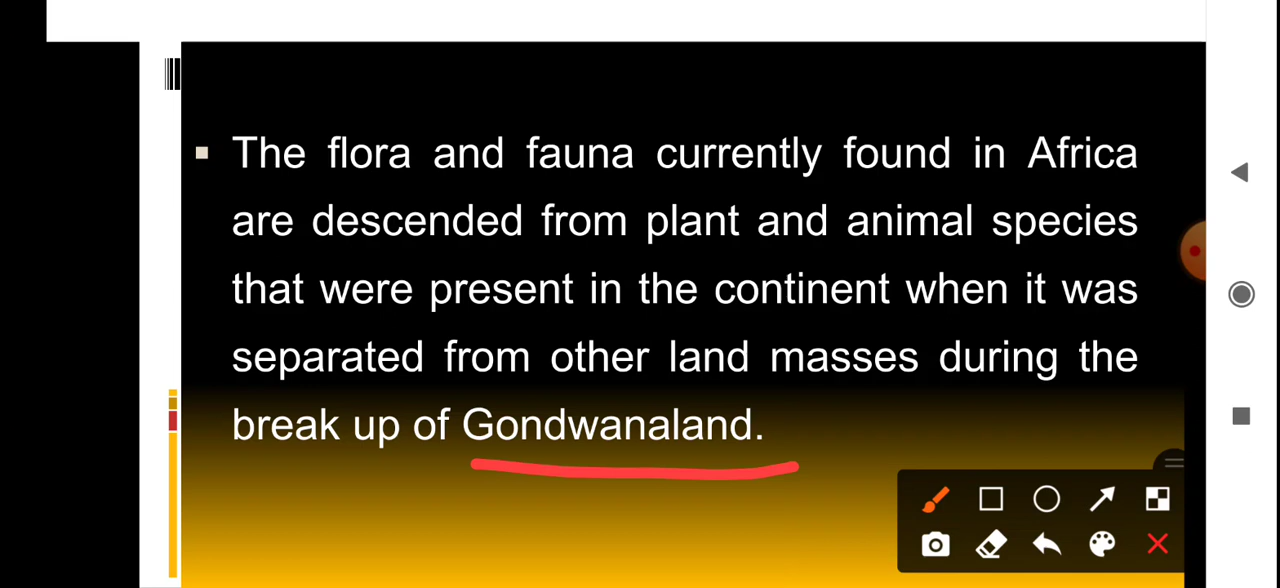 The flora and fauna currently found in Africa
are descended from plant and animal species
that were present in the continent when it was
separated from other land masses during the
break up of Gondwanaland.